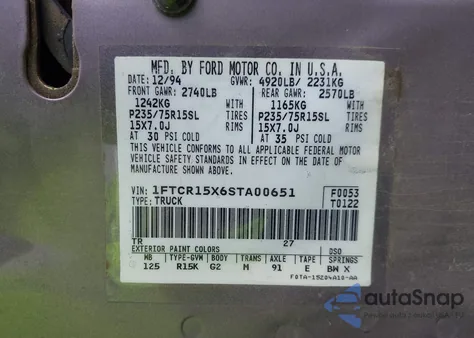 MFD. BY FORD MOTOR CO. IN U.S.A.
DATE: 12/94 GVWR: 4920LB/ 2231KG
FRONT GAWR: 2740LB REAR GAWR: 2570LB
1242KG WITH 1165KG WITH
P235/75R15SL TIRES P235/75R15SL TIRES
15X7.0J RIMS 15X7.0J RIMS
AT 30 PSI COLD AT 35 PSI COLD
THIS VEHICLE CONFORMS TO ALL APPLICABLE FEDERAL MOTOR
VEHICLE SAFETY STANDARDS IN EFFECT ON THE DATE OF
MANUFACTURE SHOWN ABOVE.
VIN: 1FTCR15X6STA00651 F0053
TYPE: TRUCK T0122
TR 27
EXTERIOR PAINT COLORS DSO
WB TYPE-GVW BODY TRANS AXLE TAPE SPRINGS
125 R15K G2 M 91 E BW X
F0TA-15Z04A10-AA
autoSnap